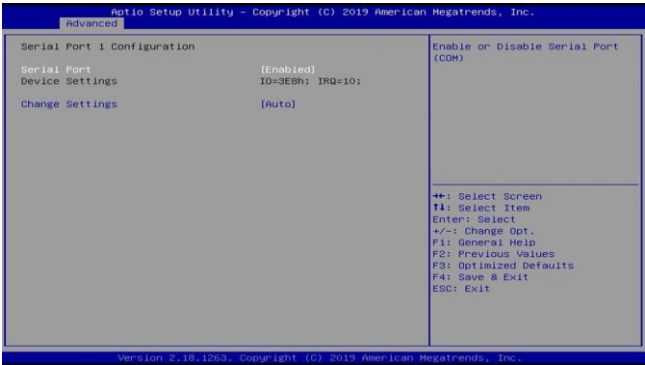 Aptio Setup Utility – Copyright (C) 2019 American Megatrends, Inc.
Advanced
Serial Port 1 Configuration
Serial Port [Enabled]
Device Settings IO=3E8h; IRQ=10;
Change Settings [Auto]
Enable or Disable Serial Port
(COM)
→←: Select Screen
↑↓: Select Item
Enter: Select
+/-: Change Opt.
F1: General Help
F2: Previous Values
F3: Optimized Defaults
F4: Save & Exit
ESC: Exit
Version 2.18.1263. Copyright (C) 2019 American Megatrends, Inc.